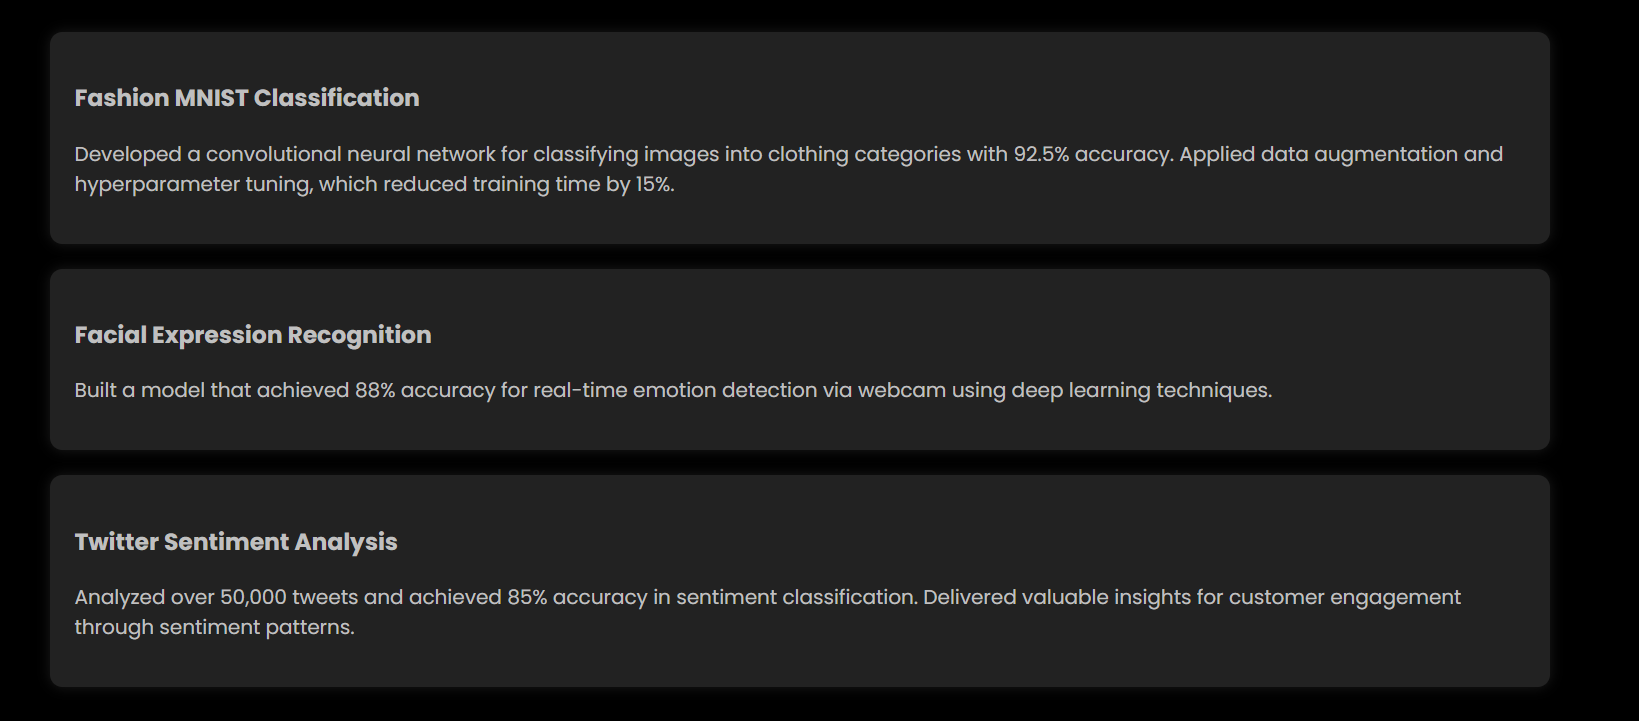 Fashion MNIST Classification
Developed a convolutional neural network for classifying images into clothing categories with 92.5% accuracy. Applied data augmentation and
hyperparameter tuning, which reduced training time by 15%.
Facial Expression Recognition
Built a model that achieved 88% accuracy for real-time emotion detection via webcam using deep learning techniques.
Twitter Sentiment Analysis
Analyzed over 50,000 tweets and achieved 85% accuracy in sentiment classification. Delivered valuable insights for customer engagement
through sentiment patterns.